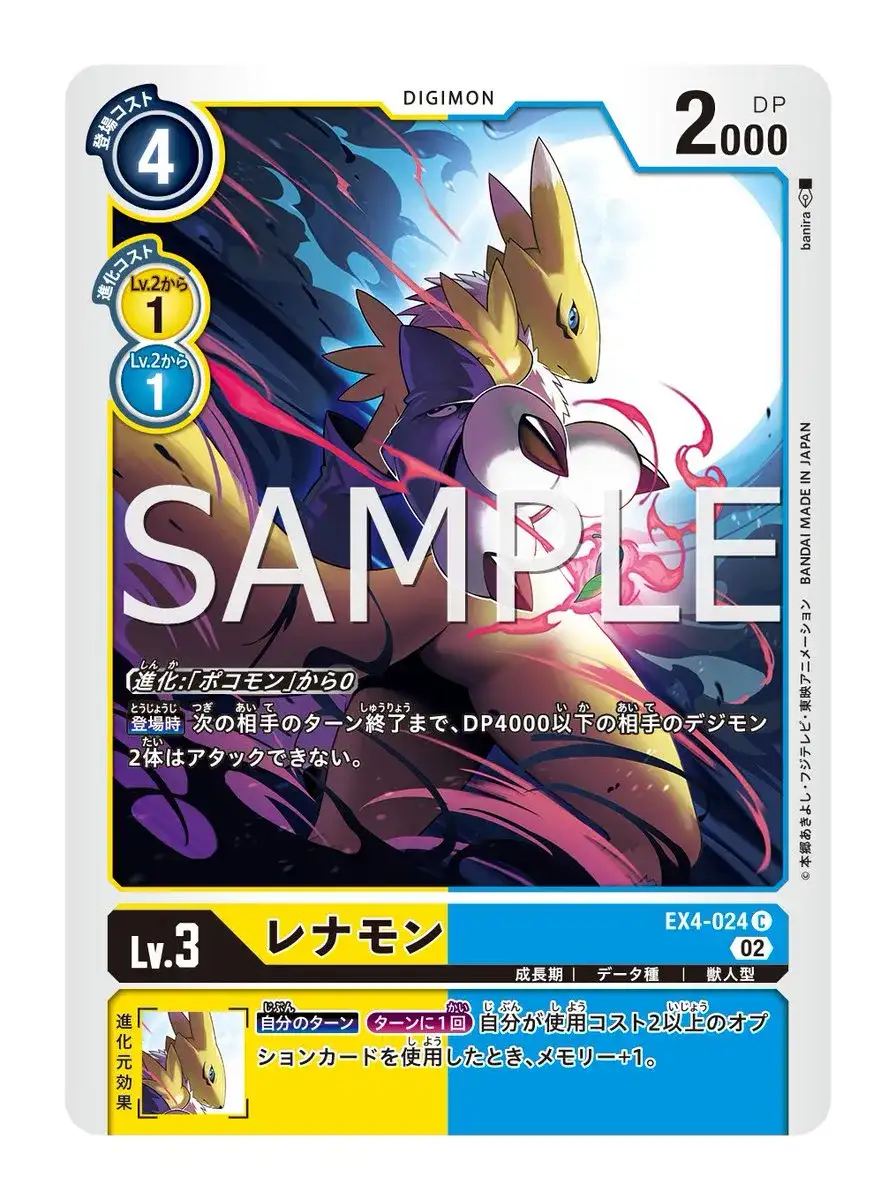 DIGIMON
登場コスト
4
DP
2000
進化コスト
Lv.2から
1
Lv.2から
1
banira
SAMPLE
進化:「ポコモン」から0
登場時 次の相手のターン終了まで、DP4000以下の相手のデジモン
2体はアタックできない。
©本郷あきよし・フジテレビ・東映アニメーション BANDAI MADE IN JAPAN
Lv.3
レナモン
EX4-024 C
02
成長期 | データ種 | 獣人型
進化元効果
自分のターン ターンに1回 自分が使用コスト2以上のオプ
ションカードを使用したとき、メモリー+1。